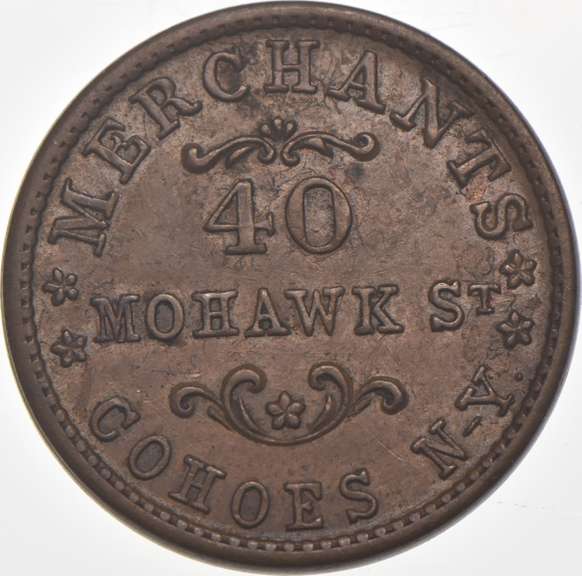 MERCHANTS
40
MOHAWK ST
COHOES N-Y.